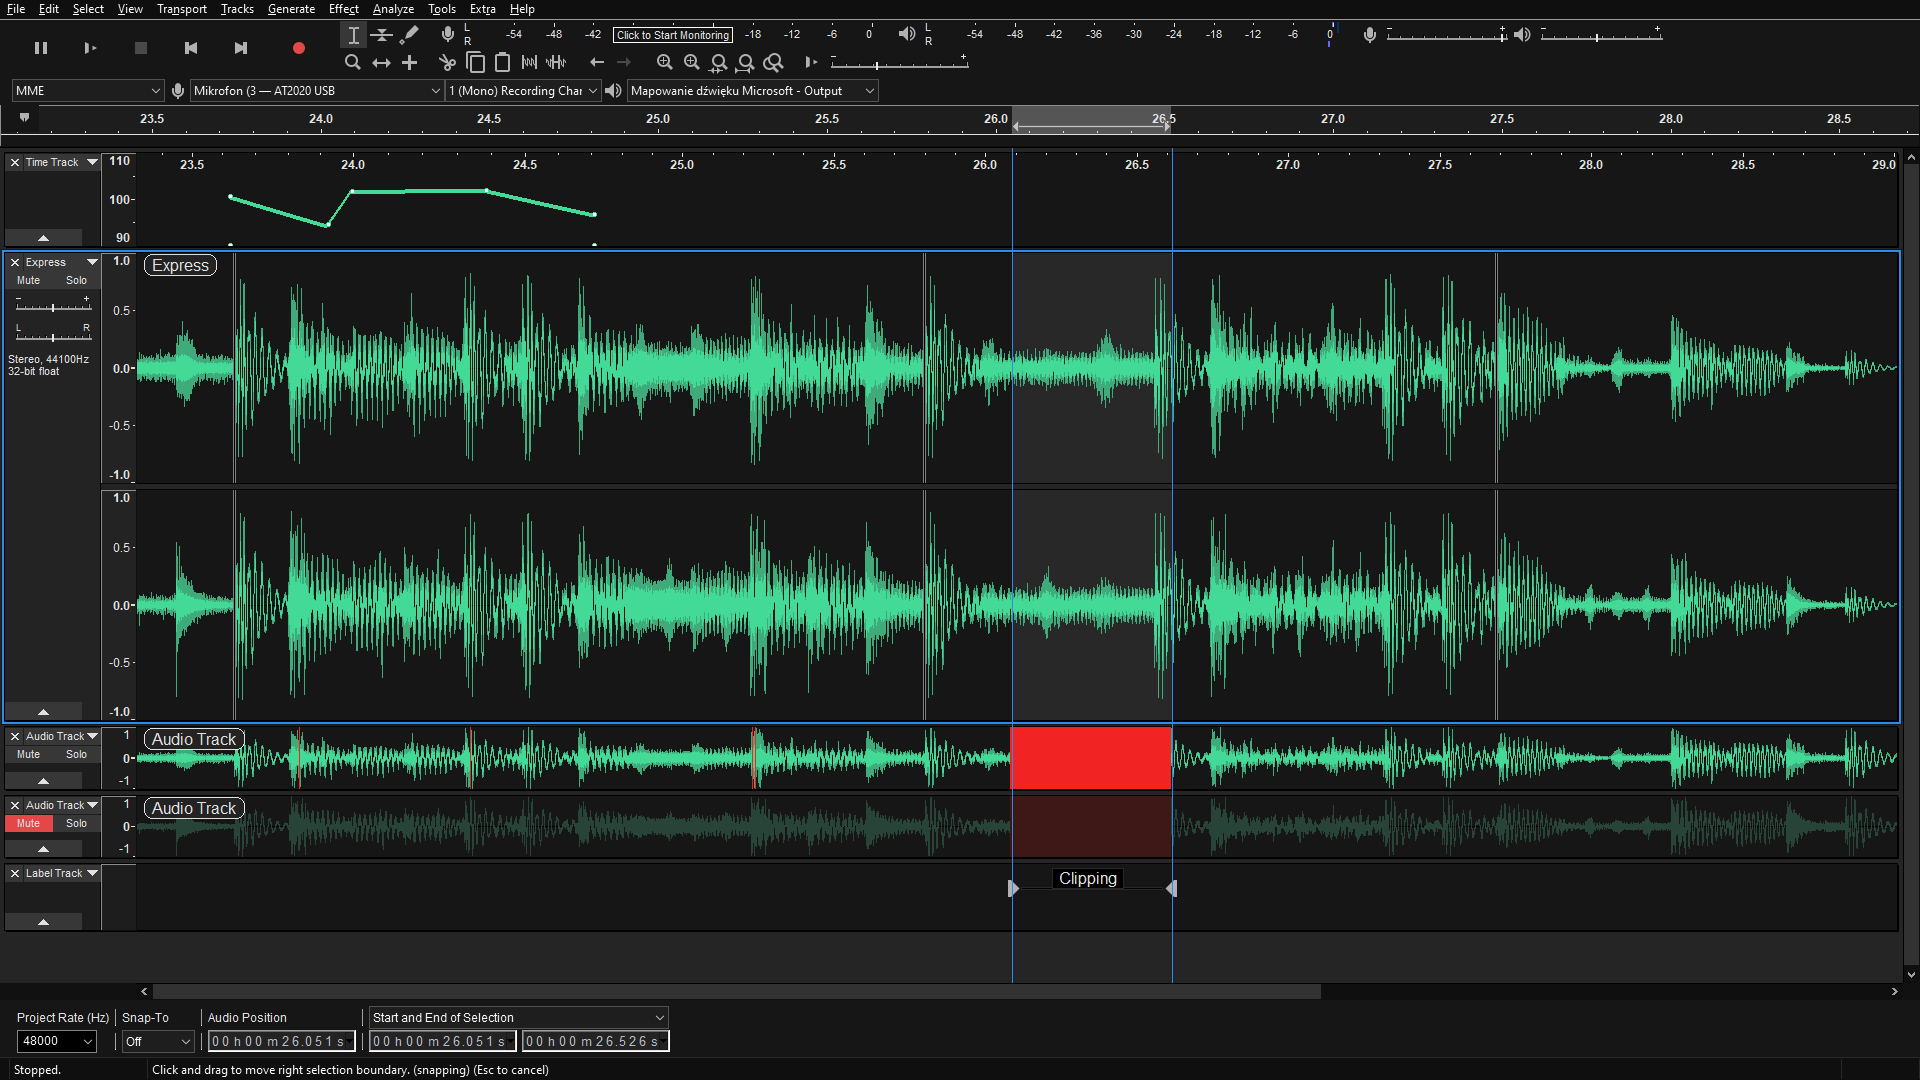 File Edit Select View Transport Tracks Generate Effect Analyze Tools Extra Help
L
R
-54 -48 -42 Click to Start Monitoring -18 -12 -6 0
L
R
-54 -48 -42 -36 -30 -24 -18 -12 -6 0
MME Mikrofon (3 — AT2020 USB 1 (Mono) Recording Char Mapowanie dźwięku Microsoft - Output
23.5 24.0 24.5 25.0 25.5 26.0 26.5 27.0 27.5 28.0 28.5
Time Track 110 23.5 24.0 24.5 25.0 25.5 26.0 26.5 27.0 27.5 28.0 28.5 29.0
100
90
Express 1.0 Express
Mute Solo
- +
0.5
L R
Stereo, 44100Hz
32-bit float
0.0
-0.5
-1.0
1.0
0.5
0.0
-0.5
-1.0
Audio Track 1 Audio Track
Mute Solo 0
-1
Audio Track 1 Audio Track
Mute Solo 0
-1
Label Track Clipping
Project Rate (Hz) Snap-To Audio Position Start and End of Selection
48000 Off 00 h 00 m 26.051 s 00 h 00 m 26.051 s 00 h 00 m 26.526 s
Stopped. Click and drag to move right selection boundary. (snapping) (Esc to cancel)